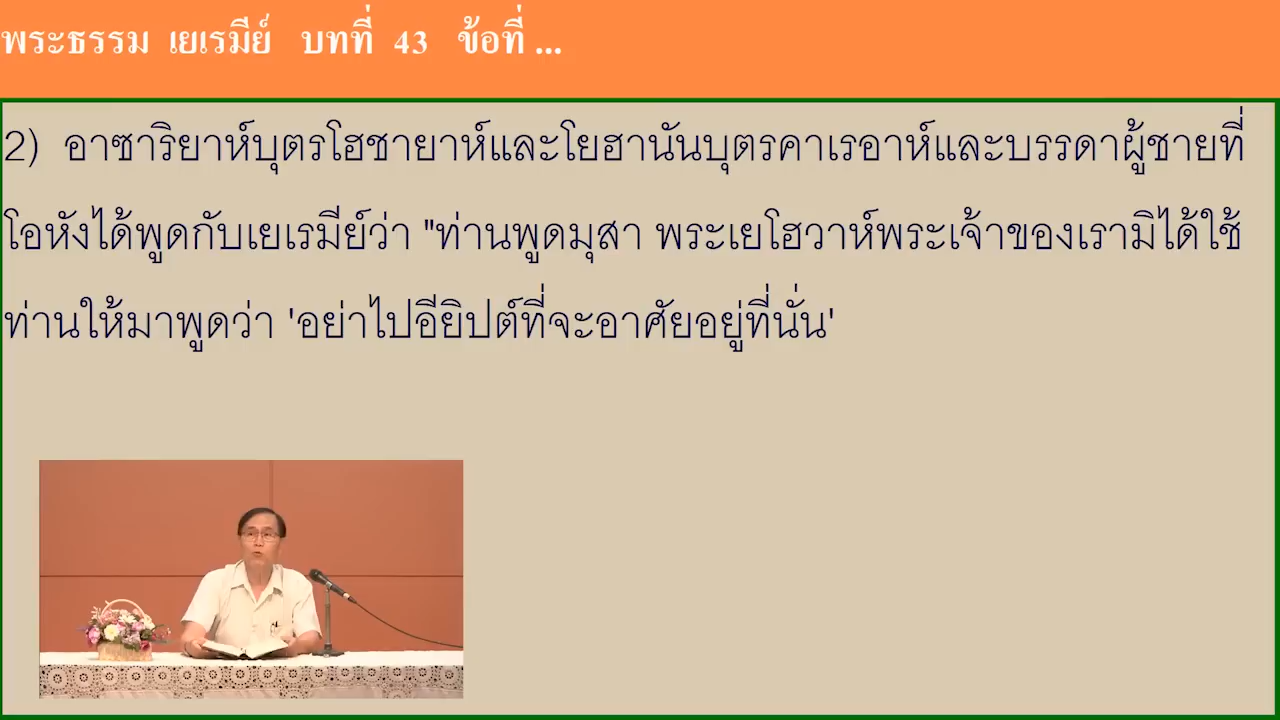 พระธรรม เยเรมีย์ บทที่ 43 ข้อที่ ...
2) อาซาริยาห์บุตรโฮชายาห์และโยฮานันบุตรคาเรอาห์และบรรดาผู้ชายที่
โอหังได้พูดกับเยเรมีย์ว่า "ท่านพูดมุสา พระเยโฮวาห์พระเจ้าของเรามิได้ใช้
ท่านให้มาพูดว่า 'อย่าไปอียิปต์ที่จะอาศัยอยู่ที่นั่น'